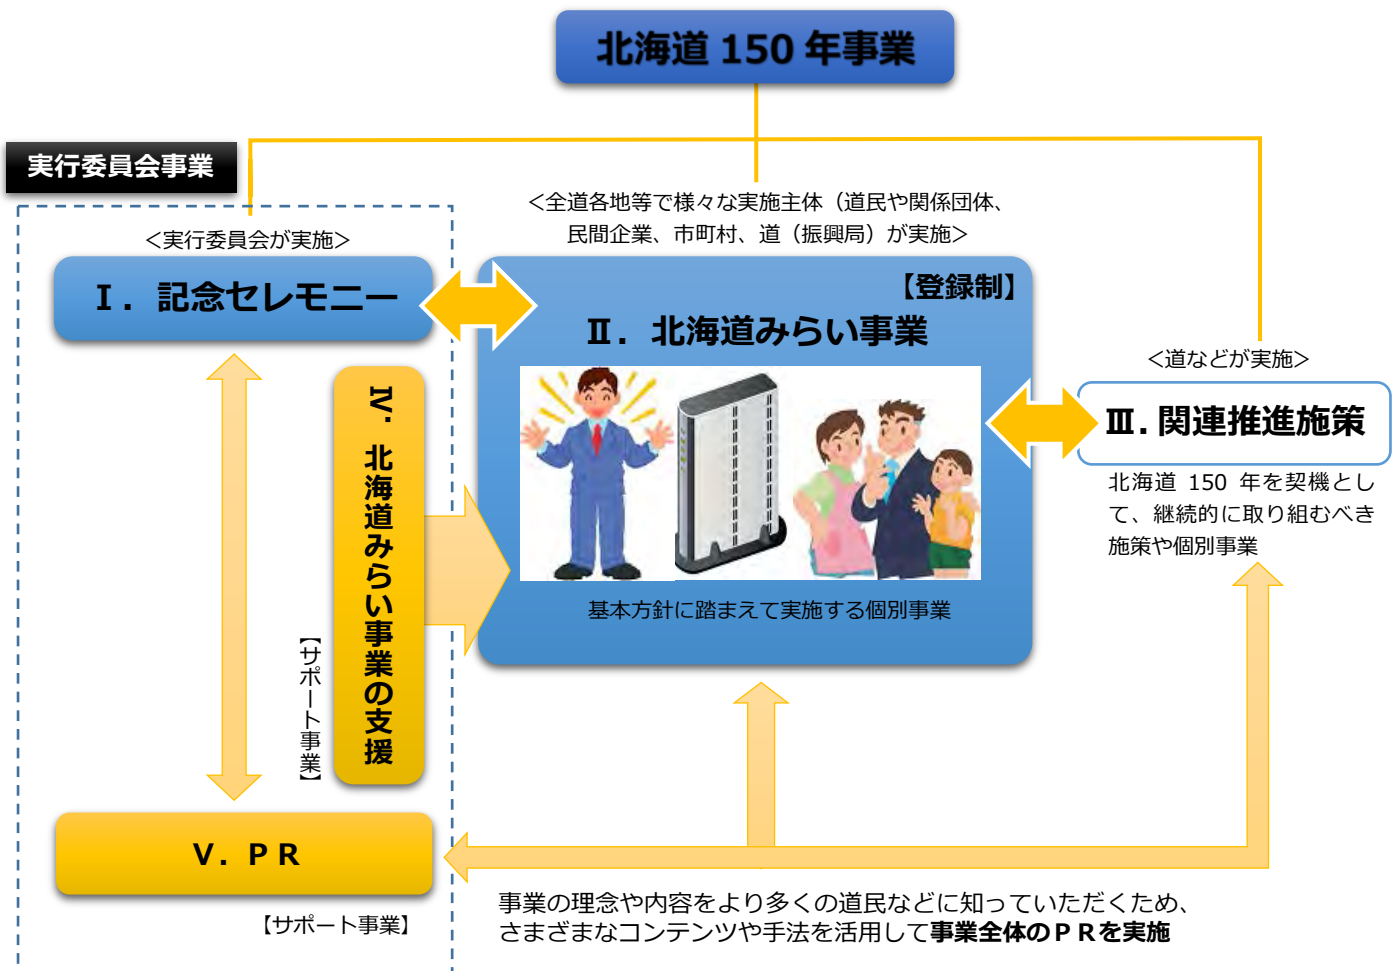 北海道 150 年事業
実行委員会事業
＜実行委員会が実施＞
Ⅰ．記念セレモニー
＜全道各地等で様々な実施主体（道民や関係団体、
民間企業、市町村、道（振興局）が実施＞
【登録制】
Ⅱ．北海道みらい事業
基本方針に踏まえて実施する個別事業
＜道などが実施＞
Ⅲ．関連推進施策
北海道 150 年を契機とし
て、継続的に取り組むべき
施策や個別事業
Ⅳ．北海道みらい事業の支援
【サポート事業】
Ⅴ．ＰＲ
【サポート事業】
事業の理念や内容をより多くの道民などに知っていただくため、
さまざまなコンテンツや手法を活用して事業全体のＰＲを実施